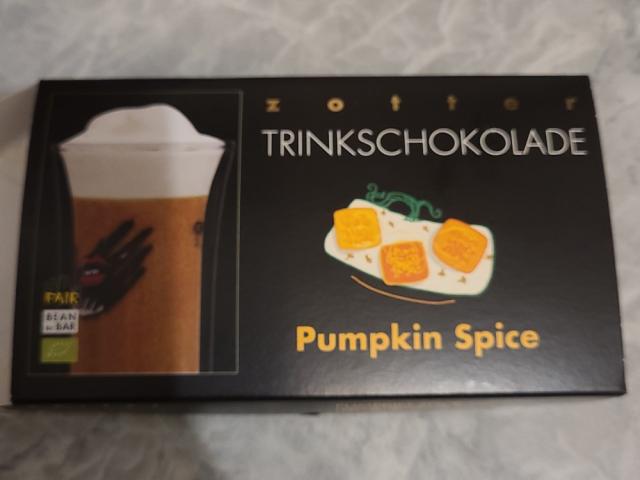 zotter
TRINKSCHOKOLADE
FAIR
BEAN
to BAR
Pumpkin Spice